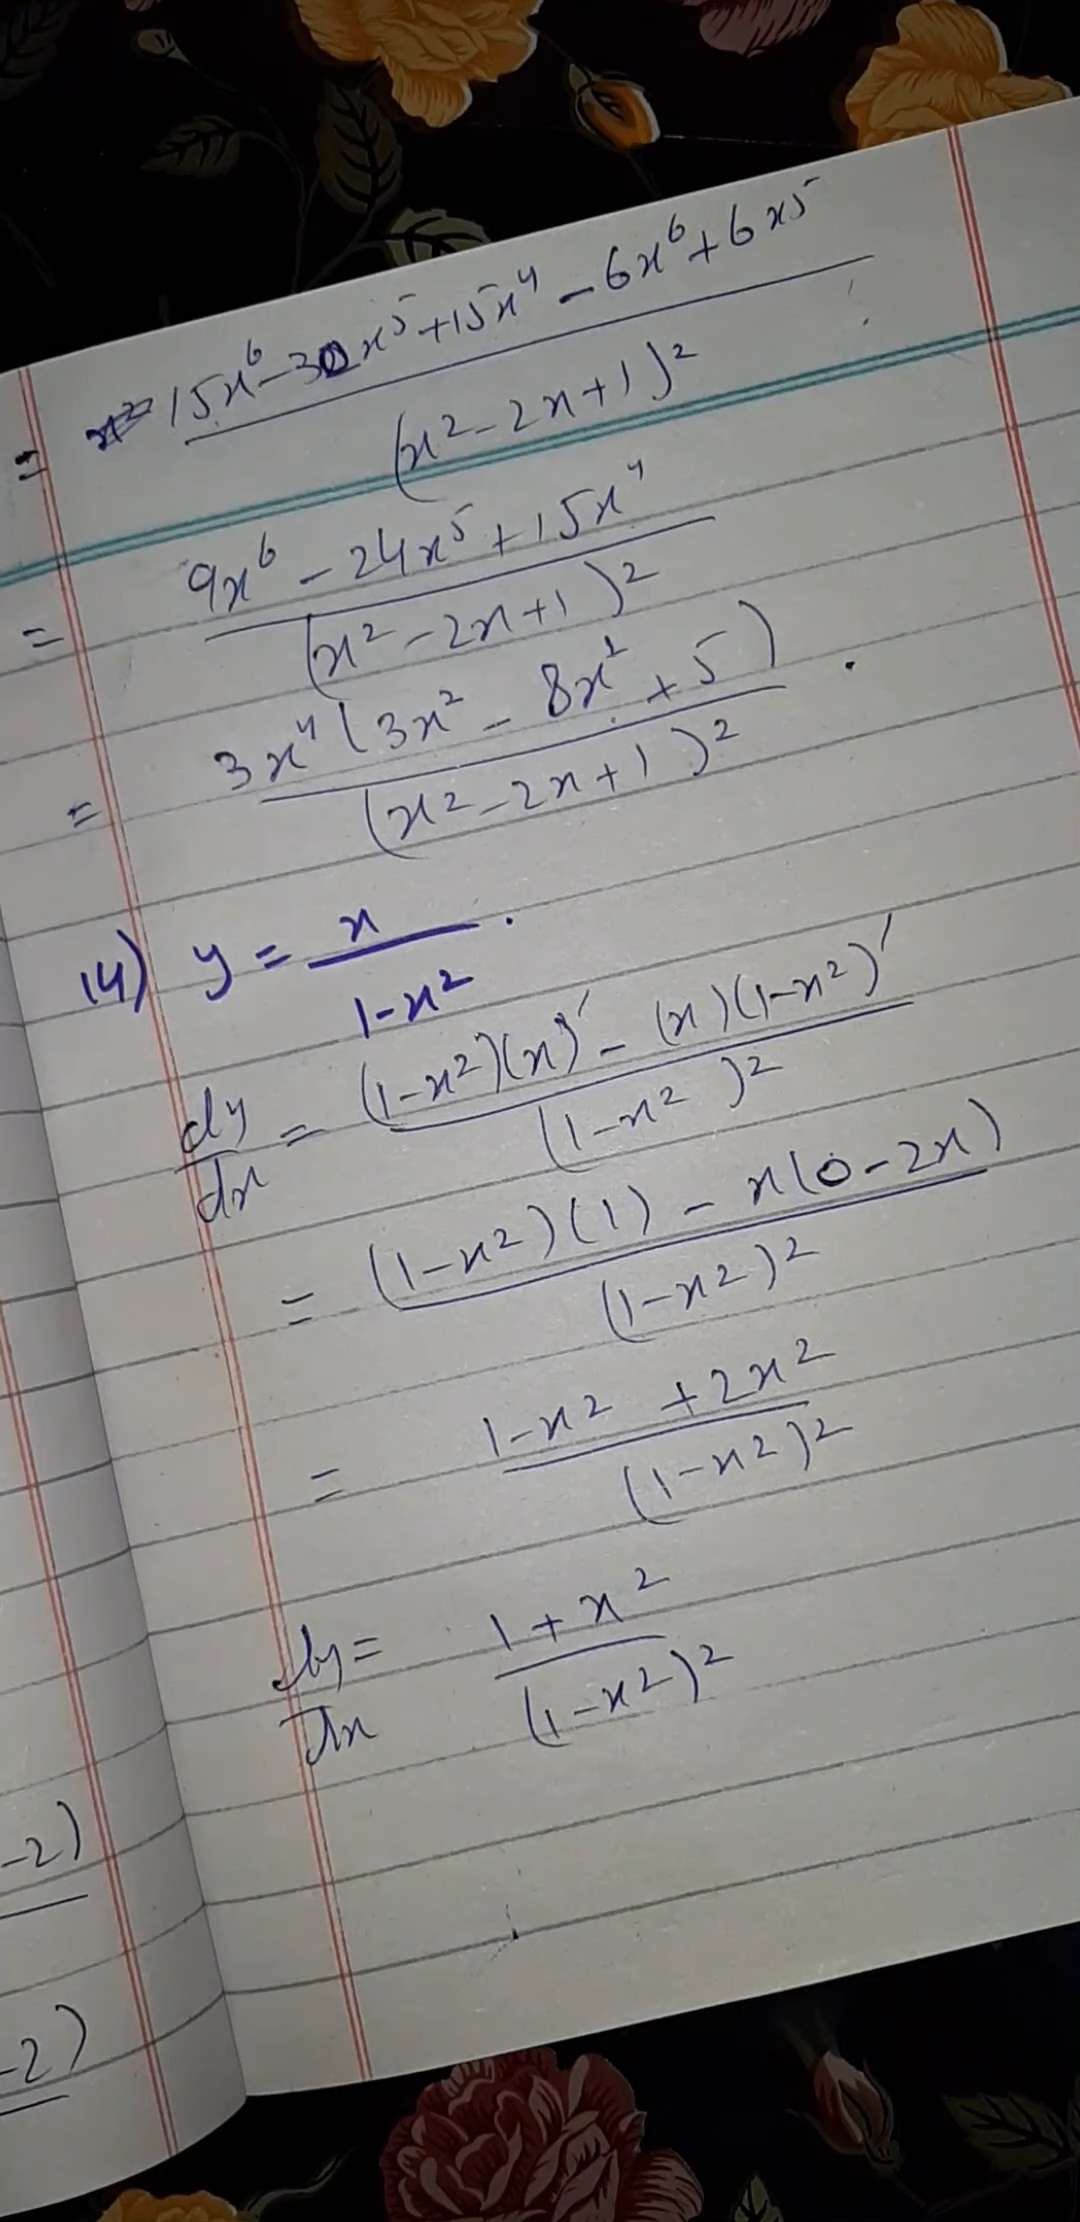 = 15x⁶-30x⁵+15x⁴-6x⁶+6x⁵
(x²-2x+1)²
= 9x⁶-24x⁵+15x⁴
(x²-2x+1)²
= 3x⁴(3x²-8x¹+5).
(x²-2x+1)²
14) y = x.
1-x²
dy/dx = (1-x²)(x)′-(x)(1-x²)′
(1-x²)²
= (1-x²)(1)-x(0-2x)
(1-x²)²
= 1-x²+2x²
(1-x²)²
dy/dx = 1+x²
(1-x²)²
-2)
-2)